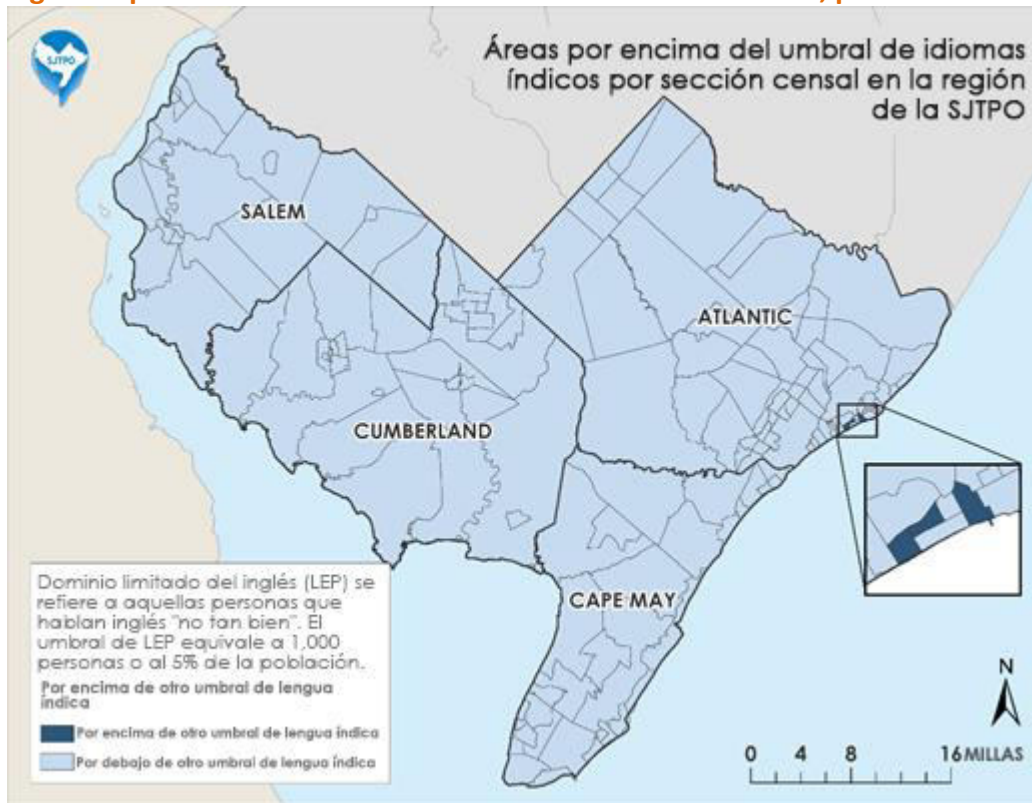 SJTPO
Áreas por encima del umbral de idiomas
índicos por sección censal en la región
de la SJTPO
SALEM
ATLANTIC
CUMBERLAND
CAPE MAY
Dominio limitado del inglés (LEP) se
refiere a aquellas personas que
hablan inglés "no tan bien". El
umbral de LEP equivale a 1,000
personas o al 5% de la población.
Por encima de otro umbral de lengua
índica
Por encima de otro umbral de lengua índica
Por debajo de otro umbral de lengua índica
N
0 4 8 16 MILLAS